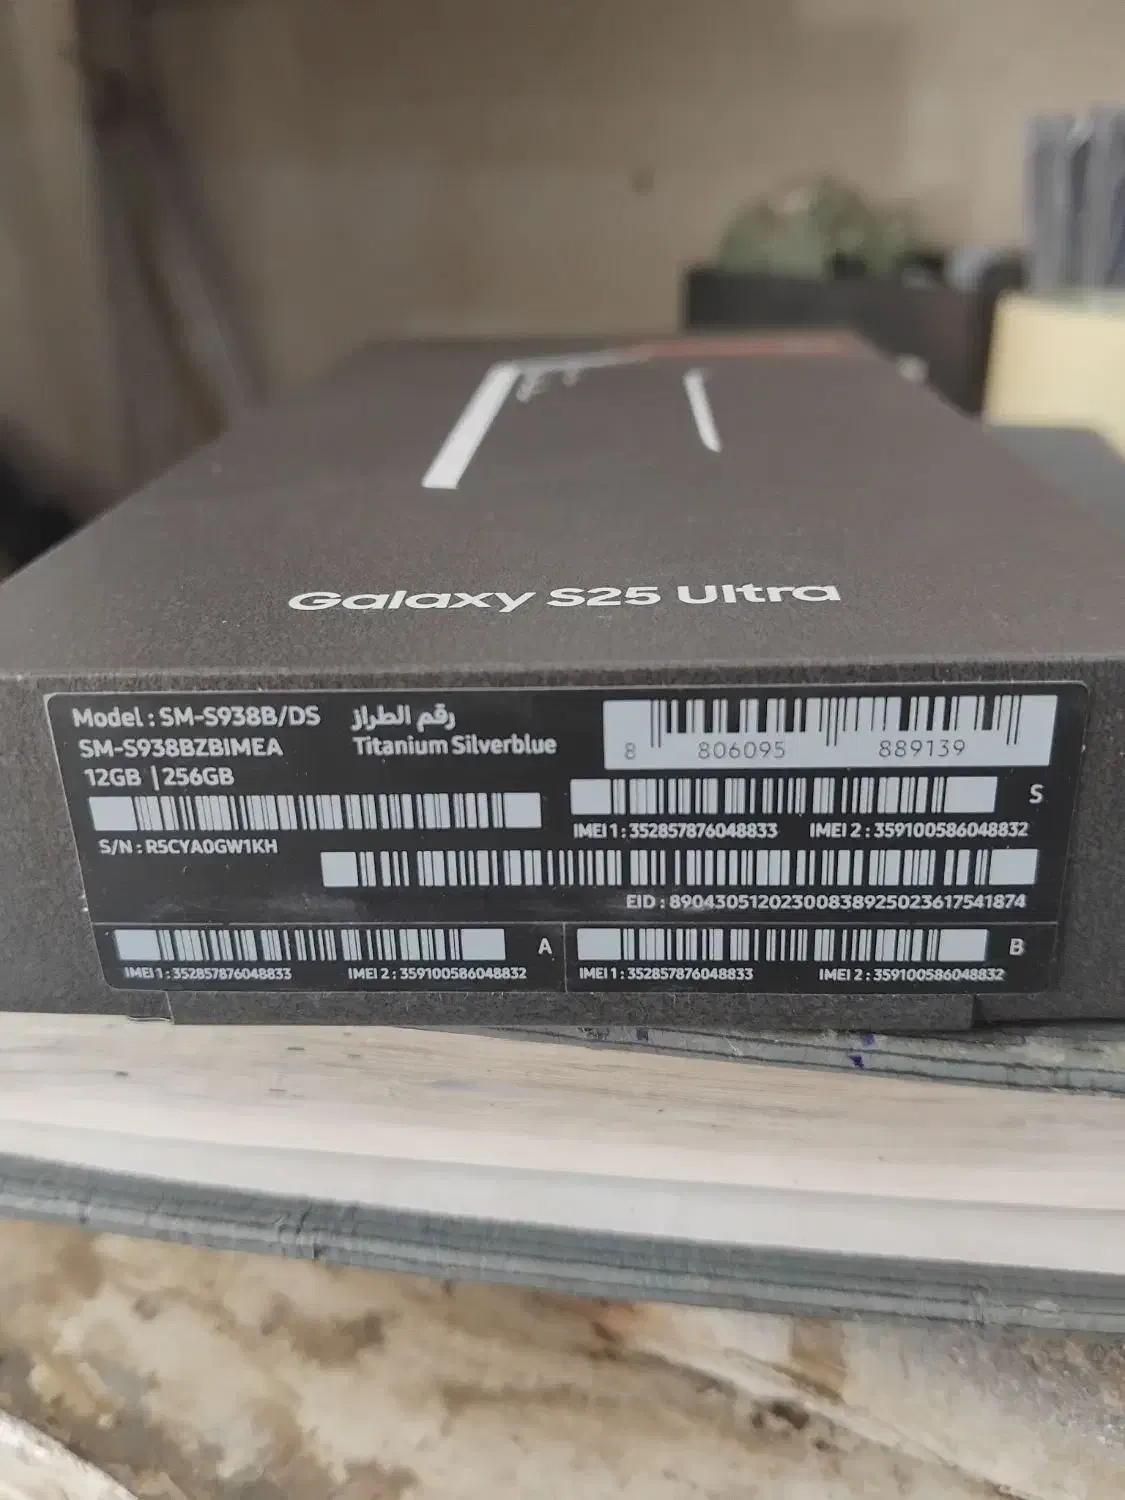 Galaxy S25 Ultra
Model : SM-S938B/DS رقم الطراز
SM-S938BZBIMEA Titanium Silverblue
12GB | 256GB
8 806095 889139
S
S/N : R5CYA0GW1KH
IMEI 1 : 352857876048833 IMEI 2 : 359100586048832
EID : 89043051202300838925023617541874
A
IMEI 1 : 352857876048833 IMEI 2 : 359100586048832
B
IMEI 1 : 352857876048833 IMEI 2 : 359100586048832